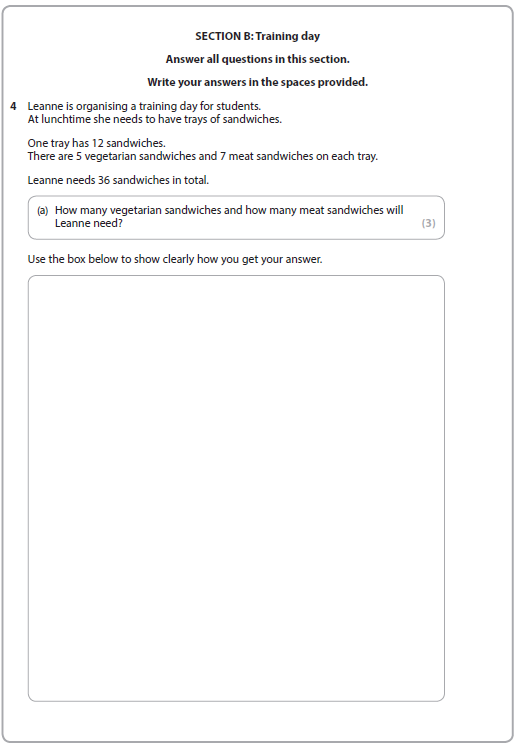 SECTION B: Training day
Answer all questions in this section.
Write your answers in the spaces provided.
4 Leanne is organising a training day for students.
At lunchtime she needs to have trays of sandwiches.
One tray has 12 sandwiches.
There are 5 vegetarian sandwiches and 7 meat sandwiches on each tray.
Leanne needs 36 sandwiches in total.
(a) How many vegetarian sandwiches and how many meat sandwiches will
Leanne need? (3)
Use the box below to show clearly how you get your answer.